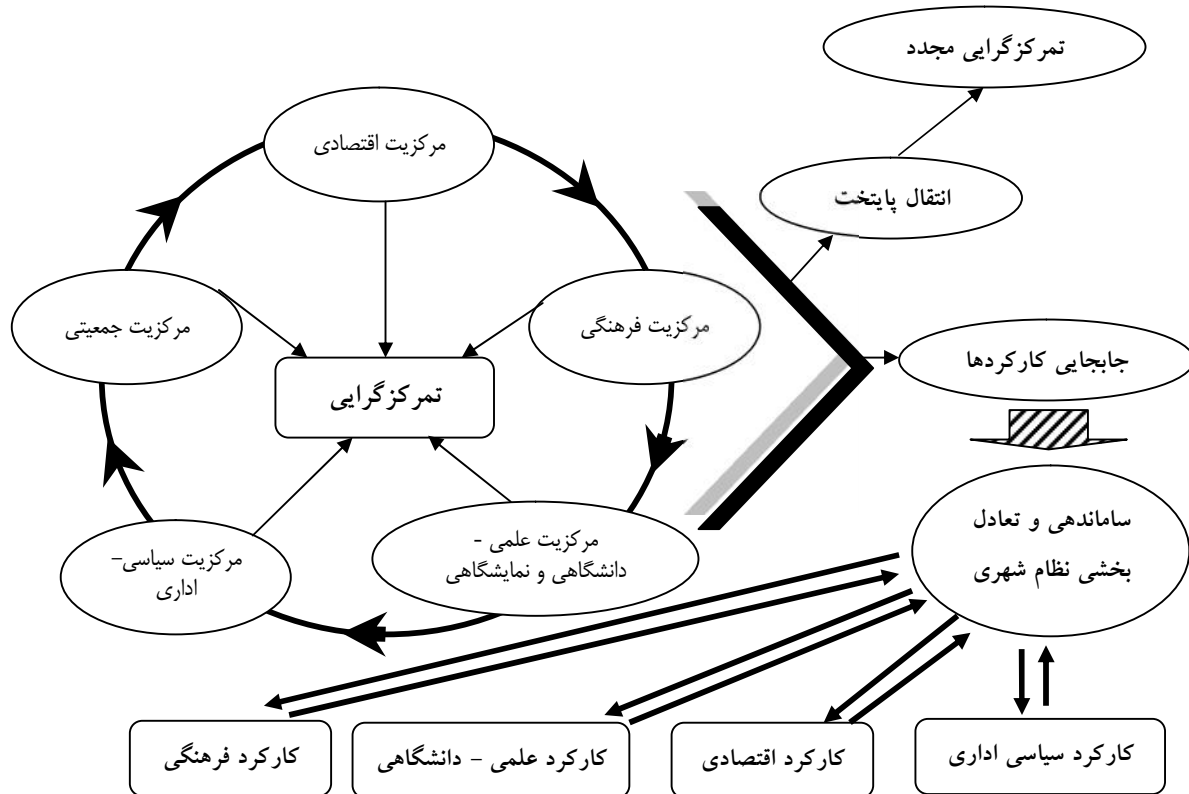 تمرکزگرایی مجدد
انتقال پایتخت
مرکزیت اقتصادی
مرکزیت فرهنگی
مرکزیت جمعیتی
تمرکزگرایی
جابجایی کارکردها
مرکزیت علمی -
دانشگاهی و نمایشگاهی
مرکزیت سیاسی–
اداری
ساماندهی و تعادل
بخشی نظام شهری
کارکرد سیاسی اداری
کارکرد اقتصادی
کارکرد علمی – دانشگاهی
کارکرد فرهنگی